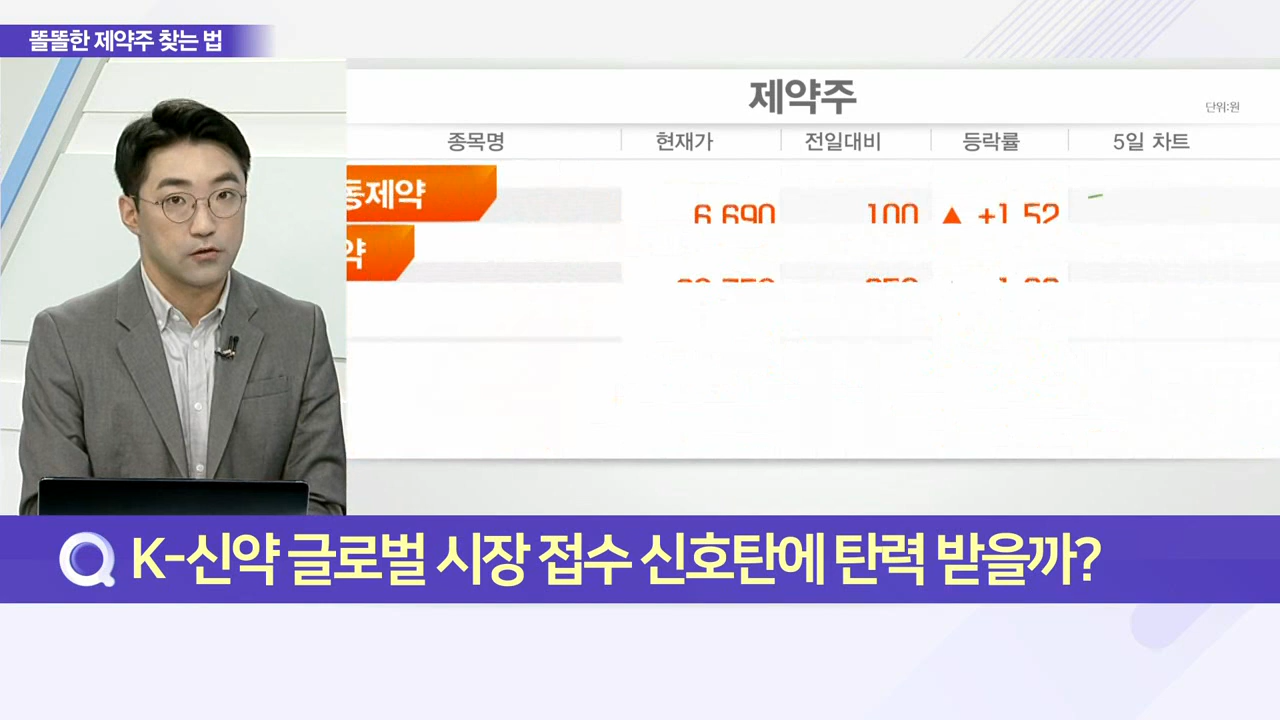 똘똘한 제약주 찾는 법
제약주
단위:원
종목명 현재가 전일대비 등락률 5일 차트
동제약 6,690 100 ▲ +1.52
약
K-신약 글로벌 시장 접수 신호탄에 탄력 받을까?